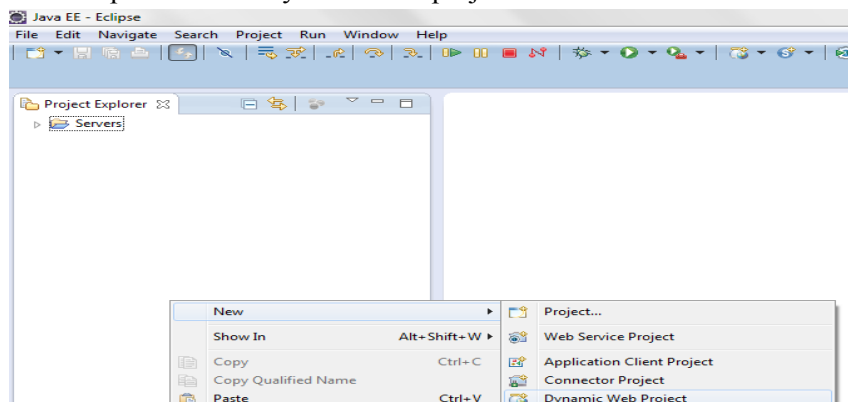 Java EE - Eclipse
File Edit Navigate Search Project Run Window Help
Project Explorer
Servers
New
Project...
Show In Alt+Shift+W
Web Service Project
Copy Ctrl+C
Application Client Project
Copy Qualified Name
Connector Project
Paste Ctrl+V
Dynamic Web Project